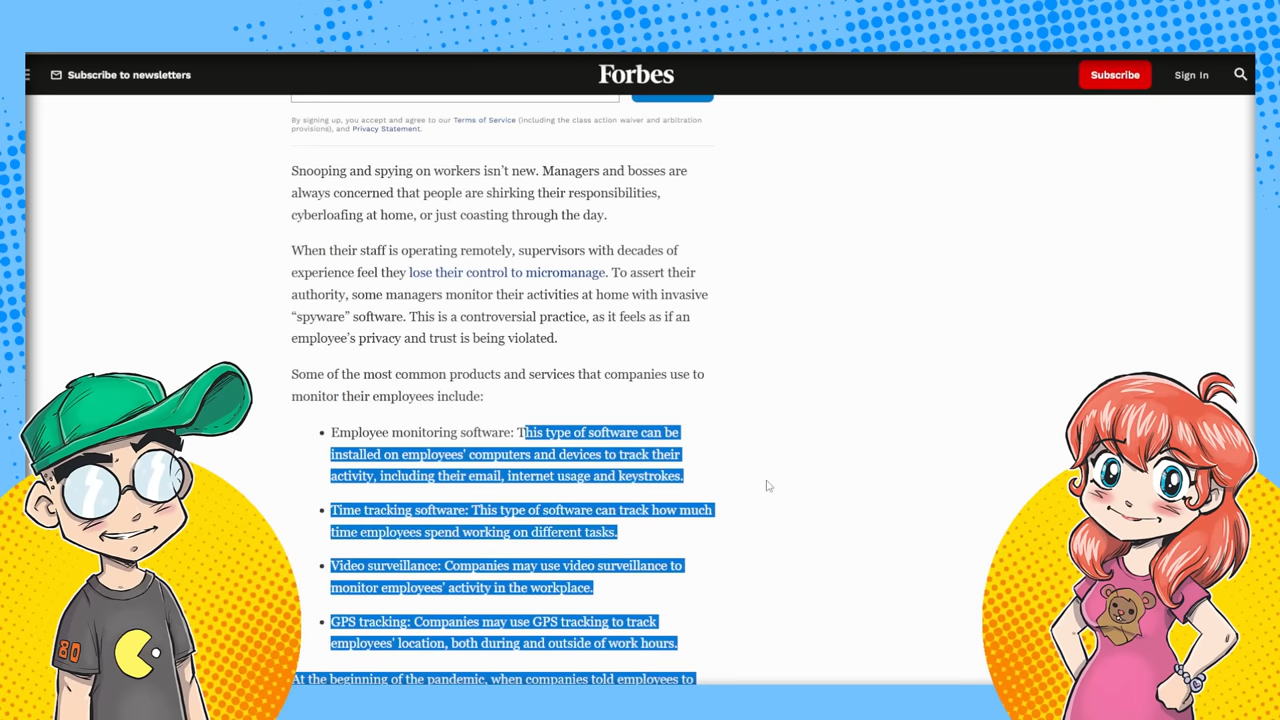 Subscribe to newsletters
Forbes
Subscribe
Sign In
By signing up, you accept and agree to our Terms of Service (including the class action waiver and arbitration
provisions), and Privacy Statement.
Snooping and spying on workers isn’t new. Managers and bosses are
always concerned that people are shirking their responsibilities,
cyberloafing at home, or just coasting through the day.
When their staff is operating remotely, supervisors with decades of
experience feel they lose their control to micromanage. To assert their
authority, some managers monitor their activities at home with invasive
“spyware” software. This is a controversial practice, as it feels as if an
employee’s privacy and trust is being violated.
Some of the most common products and services that companies use to
monitor their employees include:
• Employee monitoring software: This type of software can be
installed on employees' computers and devices to track their
activity, including their email, internet usage and keystrokes.
• Time tracking software: This type of software can track how much
time employees spend working on different tasks.
• Video surveillance: Companies may use video surveillance to
monitor employees' activity in the workplace.
• GPS tracking: Companies may use GPS tracking to track
employees' location, both during and outside of work hours.
At the beginning of the pandemic, when companies told employees to
80